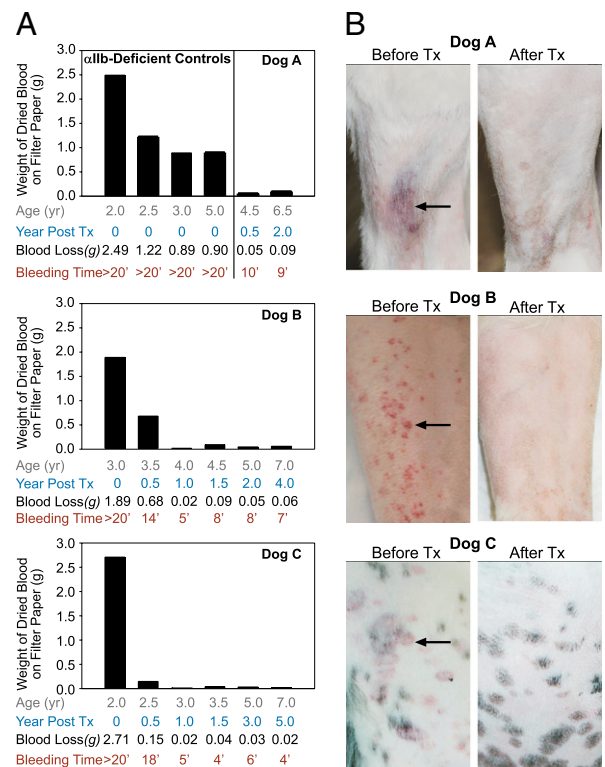 A
αIIb-Deficient Controls Dog A
Weight of Dried Blood
on Filter Paper (g)
3.0
2.5
2.0
1.5
1.0
0.5
0.0
Age (yr) 2.0 2.5 3.0 5.0 4.5 6.5
Year Post Tx 0 0 0 0 0.5 2.0
Blood Loss(g) 2.49 1.22 0.89 0.90 0.05 0.09
Bleeding Time >20' >20' >20' >20' 10' 9'
Dog B
Weight of Dried Blood
on Filter Paper (g)
3.0
2.5
2.0
1.5
1.0
0.5
0.0
Age (yr) 3.0 3.5 4.0 4.5 5.0 7.0
Year Post Tx 0 0.5 1.0 1.5 2.0 4.0
Blood Loss(g) 1.89 0.68 0.02 0.09 0.05 0.06
Bleeding Time >20' 14' 5' 8' 8' 7'
Dog C
Weight of Dried Blood
on Filter Paper (g)
3.0
2.5
2.0
1.5
1.0
0.5
0.0
Age (yr) 2.0 2.5 3.0 3.5 5.0 7.0
Year Post Tx 0 0.5 1.0 1.5 3.0 5.0
Blood Loss(g) 2.71 0.15 0.02 0.04 0.03 0.02
Bleeding Time >20' 18' 5' 4' 6' 4'
B
Dog A
Before Tx After Tx
Dog B
Before Tx After Tx
Dog C
Before Tx After Tx